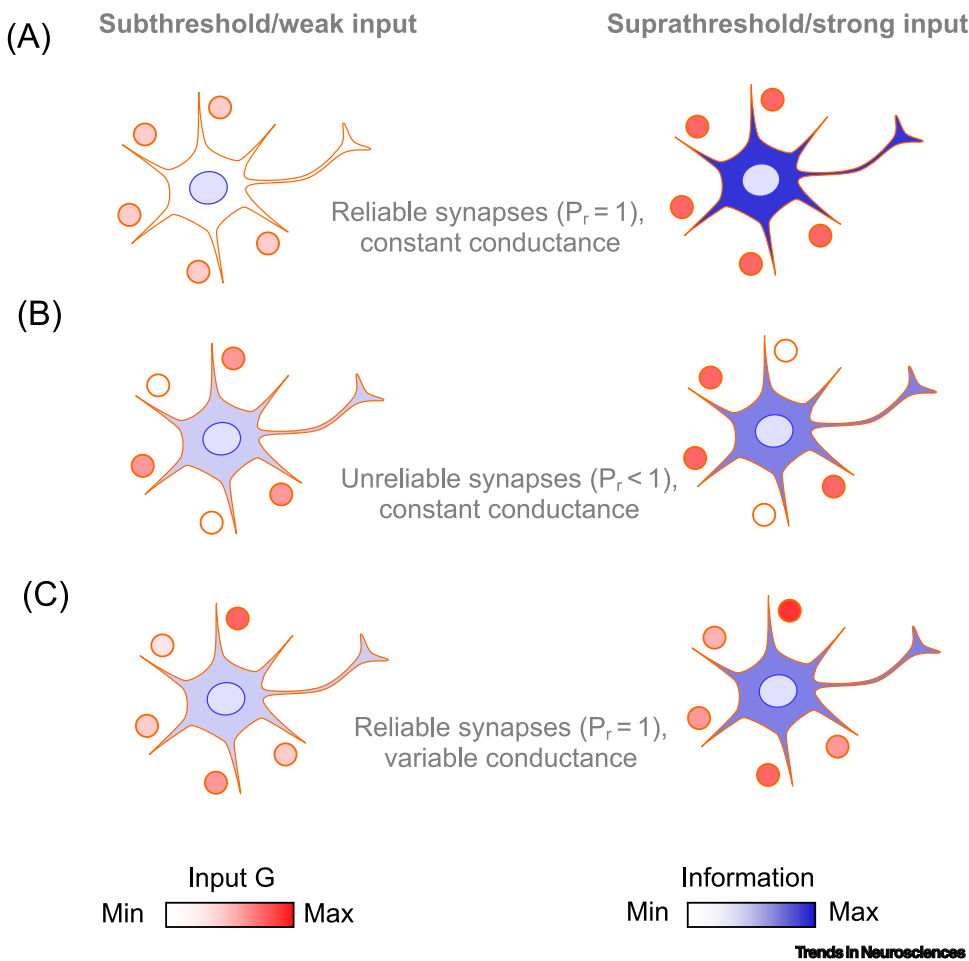 Subthreshold/weak input
Suprathreshold/strong input
(A)
Reliable synapses (Pr = 1),
constant conductance
(B)
Unreliable synapses (Pr < 1),
constant conductance
(C)
Reliable synapses (Pr = 1),
variable conductance
Input G
Min
Max
Information
Min
Max
Trends in Neurosciences